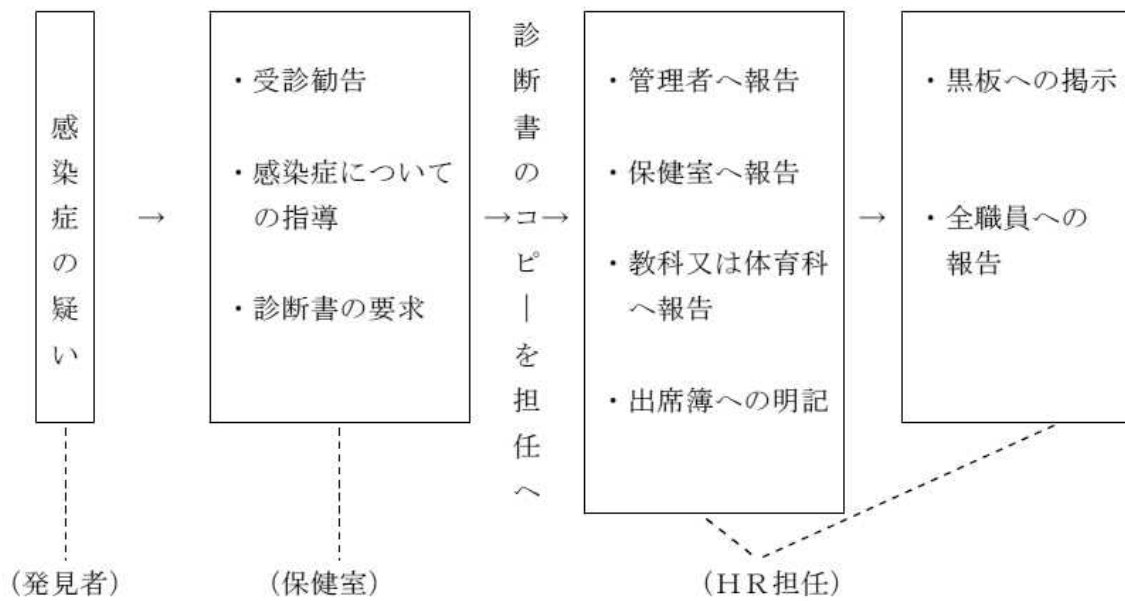 感染症の疑い
→
・受診勧告
・感染症について
の指導
・診断書の要求
→
診断書のコピーを担任へ
→
・管理者へ報告
・保健室へ報告
・教科又は体育科
へ報告
・出席簿への明記
→
・黒板への掲示
・全職員への
報告
(発見者)
(保健室)
(HR担任)